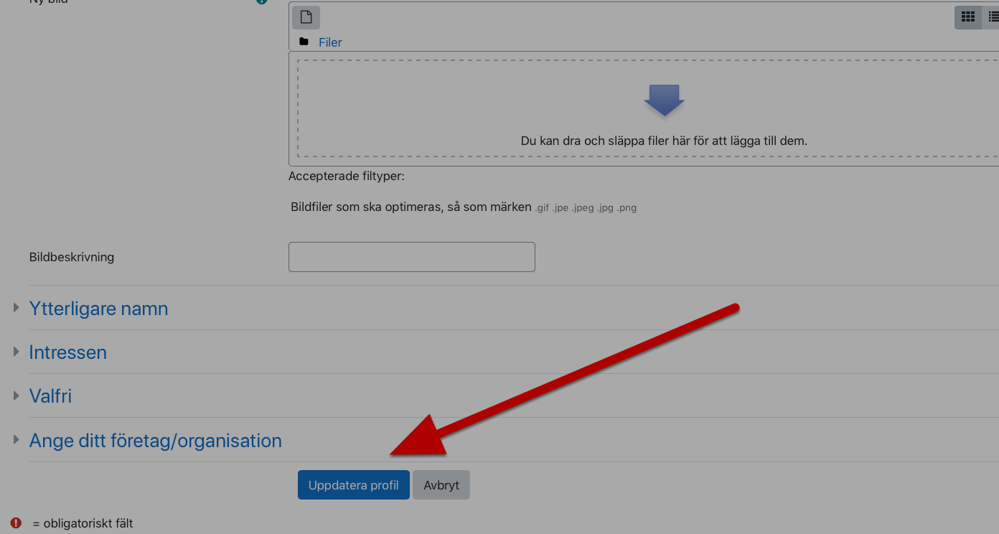 Ny bild
Filer
Du kan dra och släppa filer här för att lägga till dem.
Accepterade filtyper:
Bildfiler som ska optimeras, så som märken .gif .jpe .jpeg .jpg .png
Bildbeskrivning
Ytterligare namn
Intressen
Valfri
Ange ditt företag/organisation
Uppdatera profil Avbryt
= obligatoriskt fält